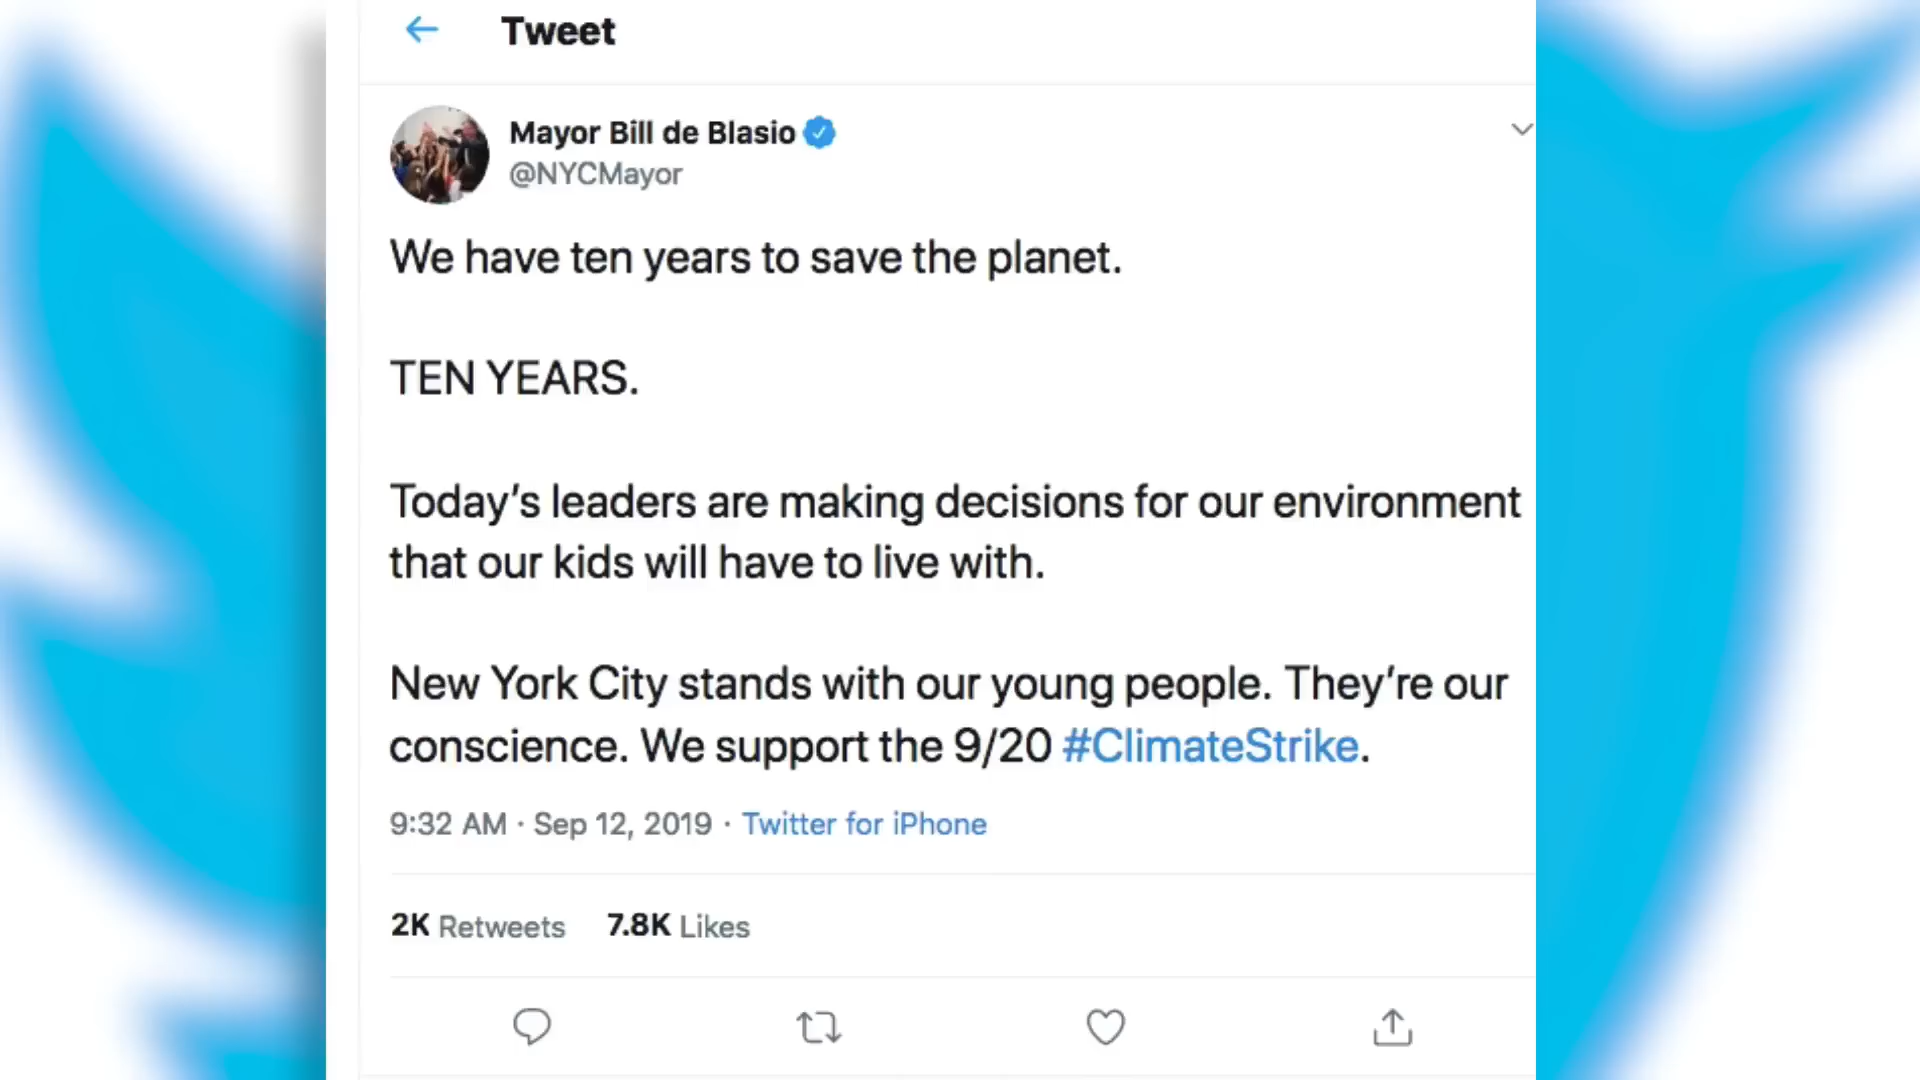 Tweet
Mayor Bill de Blasio
@NYCMayor
We have ten years to save the planet.
TEN YEARS.
Today's leaders are making decisions for our environment
that our kids will have to live with.
New York City stands with our young people. They're our
conscience. We support the 9/20 #ClimateStrike.
9:32 AM · Sep 12, 2019 · Twitter for iPhone
2K Retweets 7.8K Likes